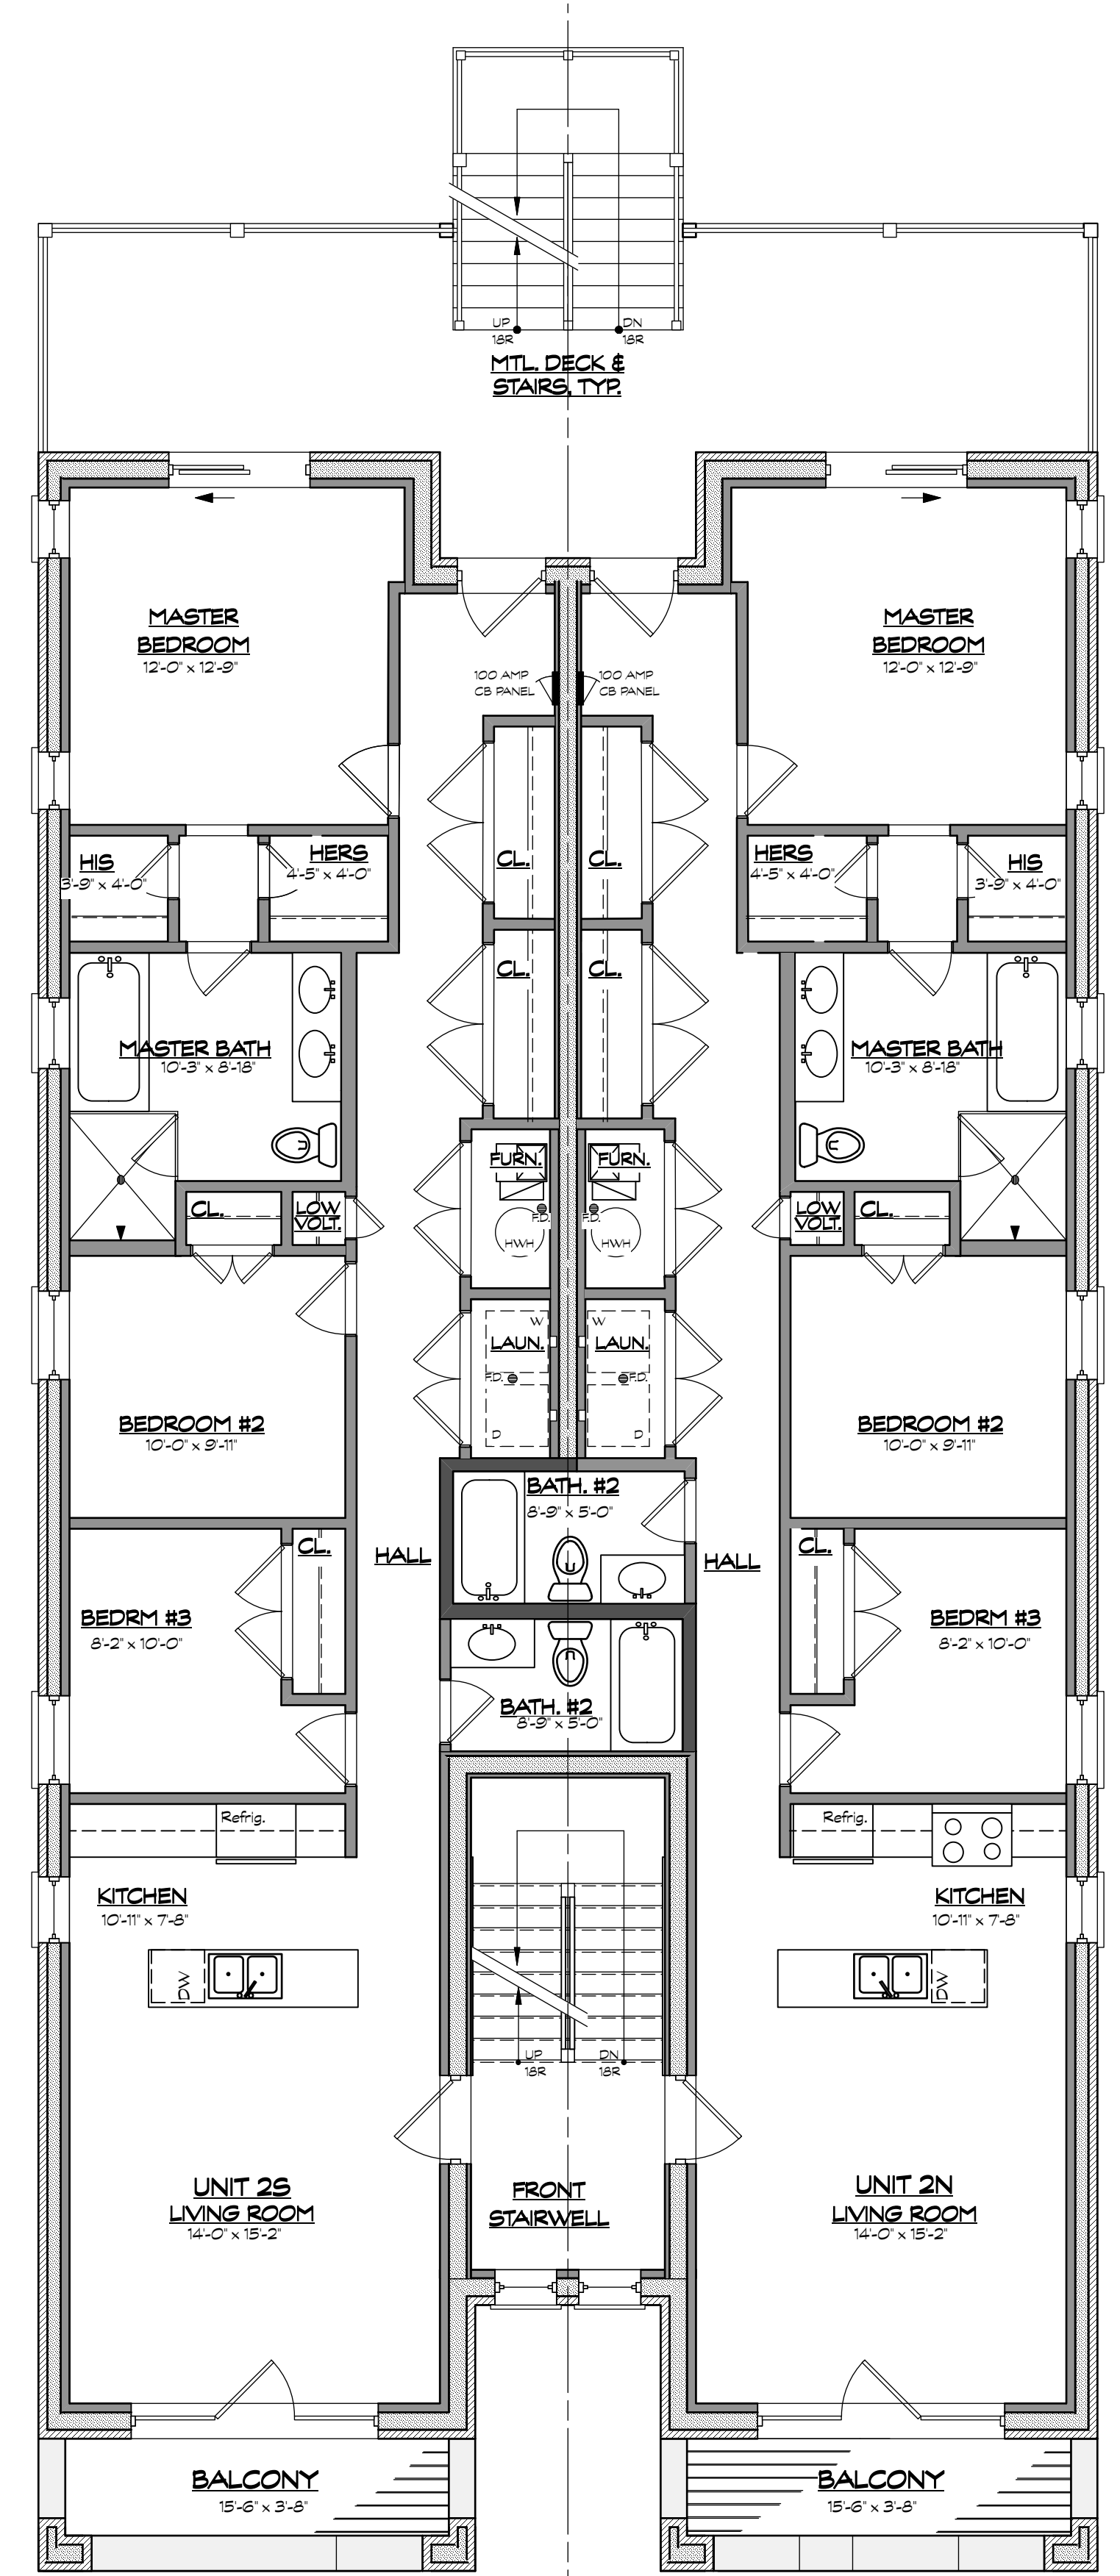 UP
18R
DN
18R
MTL. DECK &
STAIRS, TYP.
MASTER
BEDROOM
12'-0" x 12'-9"
MASTER
BEDROOM
12'-0" x 12'-9"
100 AMP
CB PANEL
100 AMP
CB PANEL
HIS
3'-9" x 4'-0"
HERS
4'-5" x 4'-0"
CL.
CL.
HERS
4'-5" x 4'-0"
HIS
3'-9" x 4'-0"
CL.
CL.
MASTER BATH
10'-3" x 8'-18"
MASTER BATH
10'-3" x 8'-18"
FURN.
FURN.
CL.
LOW
VOLT.
F.D.
F.D.
HWH
HWH
LOW
VOLT.
CL.
W
W
LAUN.
LAUN.
F.D.
F.D.
D
D
BEDROOM #2
10'-0" x 9'-11"
BEDROOM #2
10'-0" x 9'-11"
BATH. #2
8'-9" x 5'-0"
CL.
HALL
HALL
CL.
BEDRM #3
8'-2" x 10'-0"
BEDRM #3
8'-2" x 10'-0"
BATH. #2
8'-9" x 5'-0"
Refrig.
Refrig.
KITCHEN
10'-11" x 7'-8"
KITCHEN
10'-11" x 7'-8"
DW
DW
UP
18R
DN
18R
UNIT 2S
LIVING ROOM
14'-0" x 15'-2"
FRONT
STAIRWELL
UNIT 2N
LIVING ROOM
14'-0" x 15'-2"
BALCONY
15'-6" x 3'-8"
BALCONY
15'-6" x 3'-8"